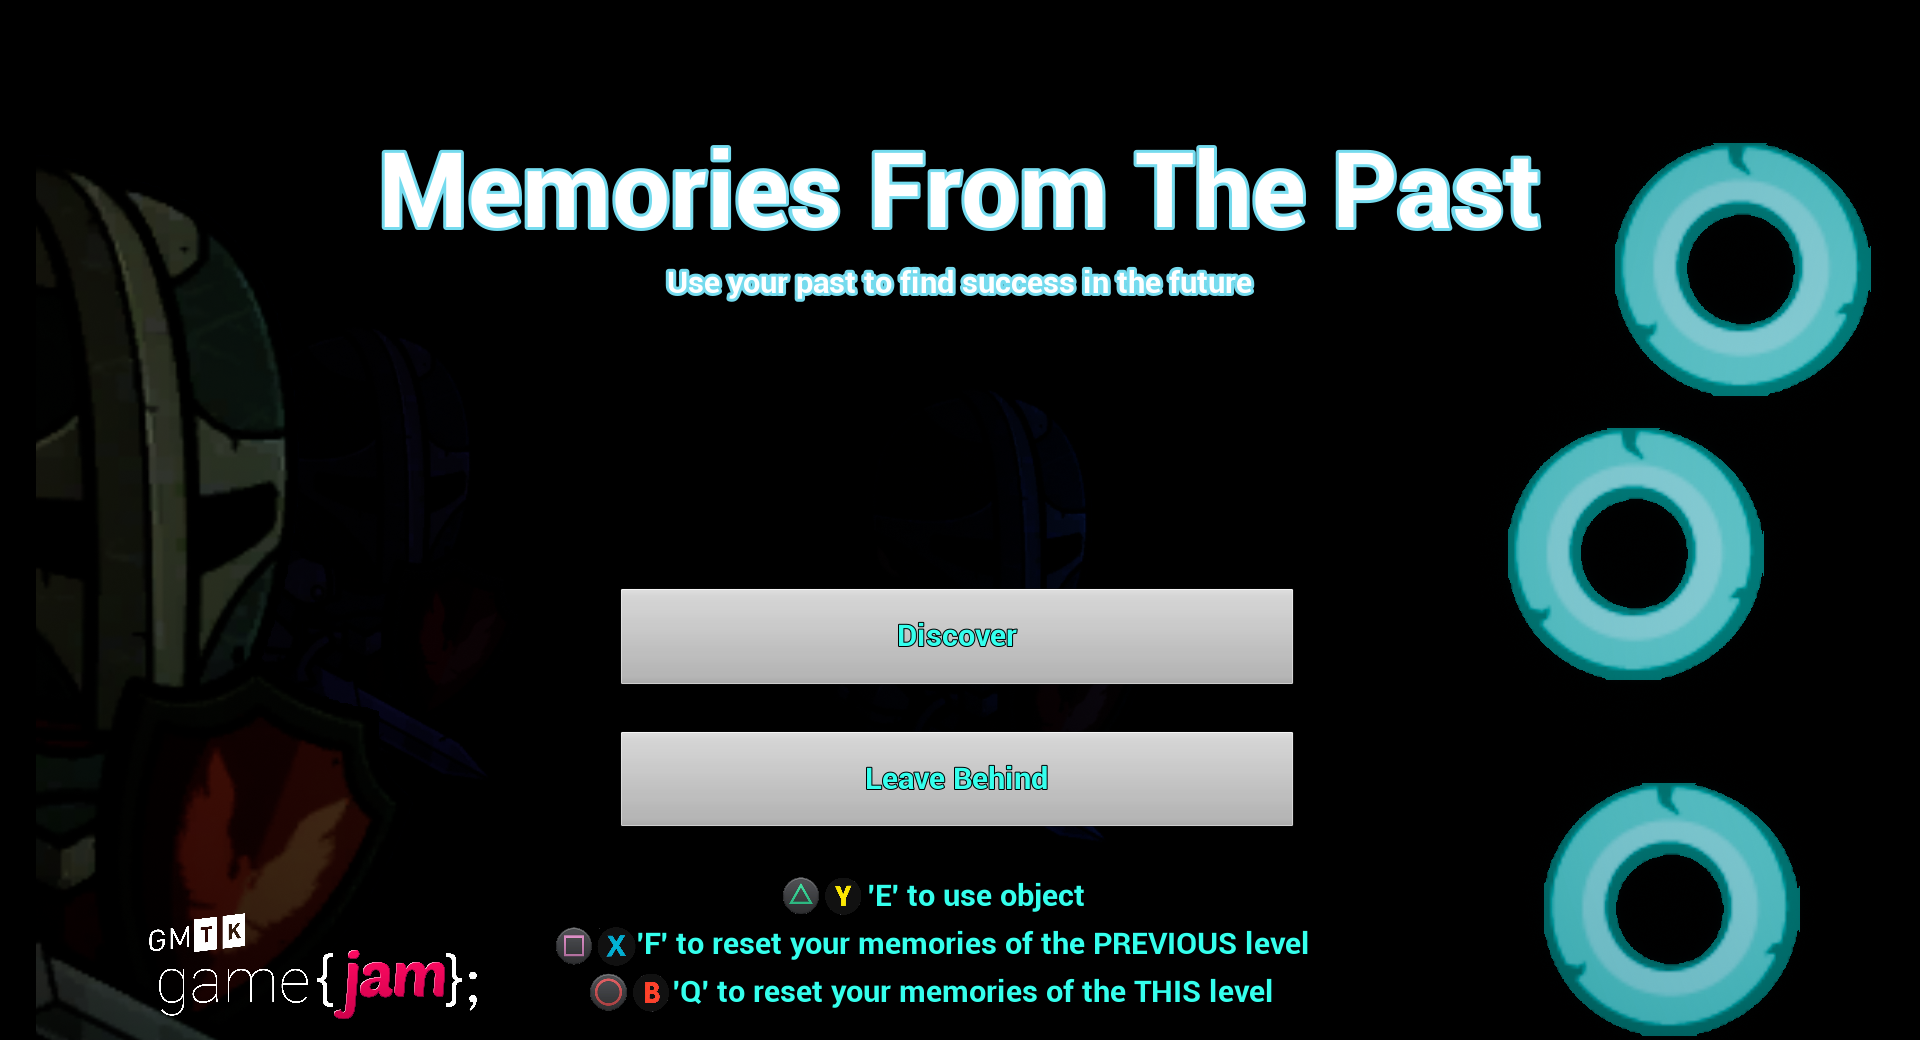 Memories From The Past
Use your past to find success in the future
Discover
Leave Behind
Y 'E' to use object
X 'F' to reset your memories of the PREVIOUS level
B 'Q' to reset your memories of the THIS level
GMTK
game{jam};